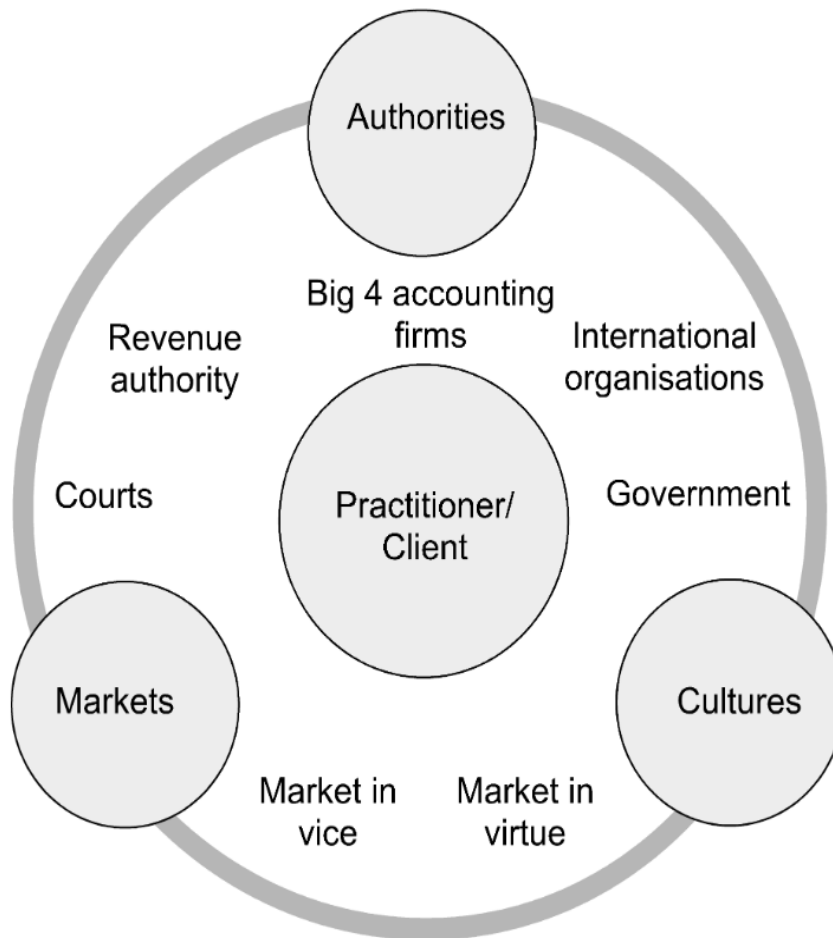 Authorities
Big 4 accounting
firms
Revenue
authority
International
organisations
Courts
Practitioner/
Client
Government
Markets
Cultures
Market in
vice
Market in
virtue